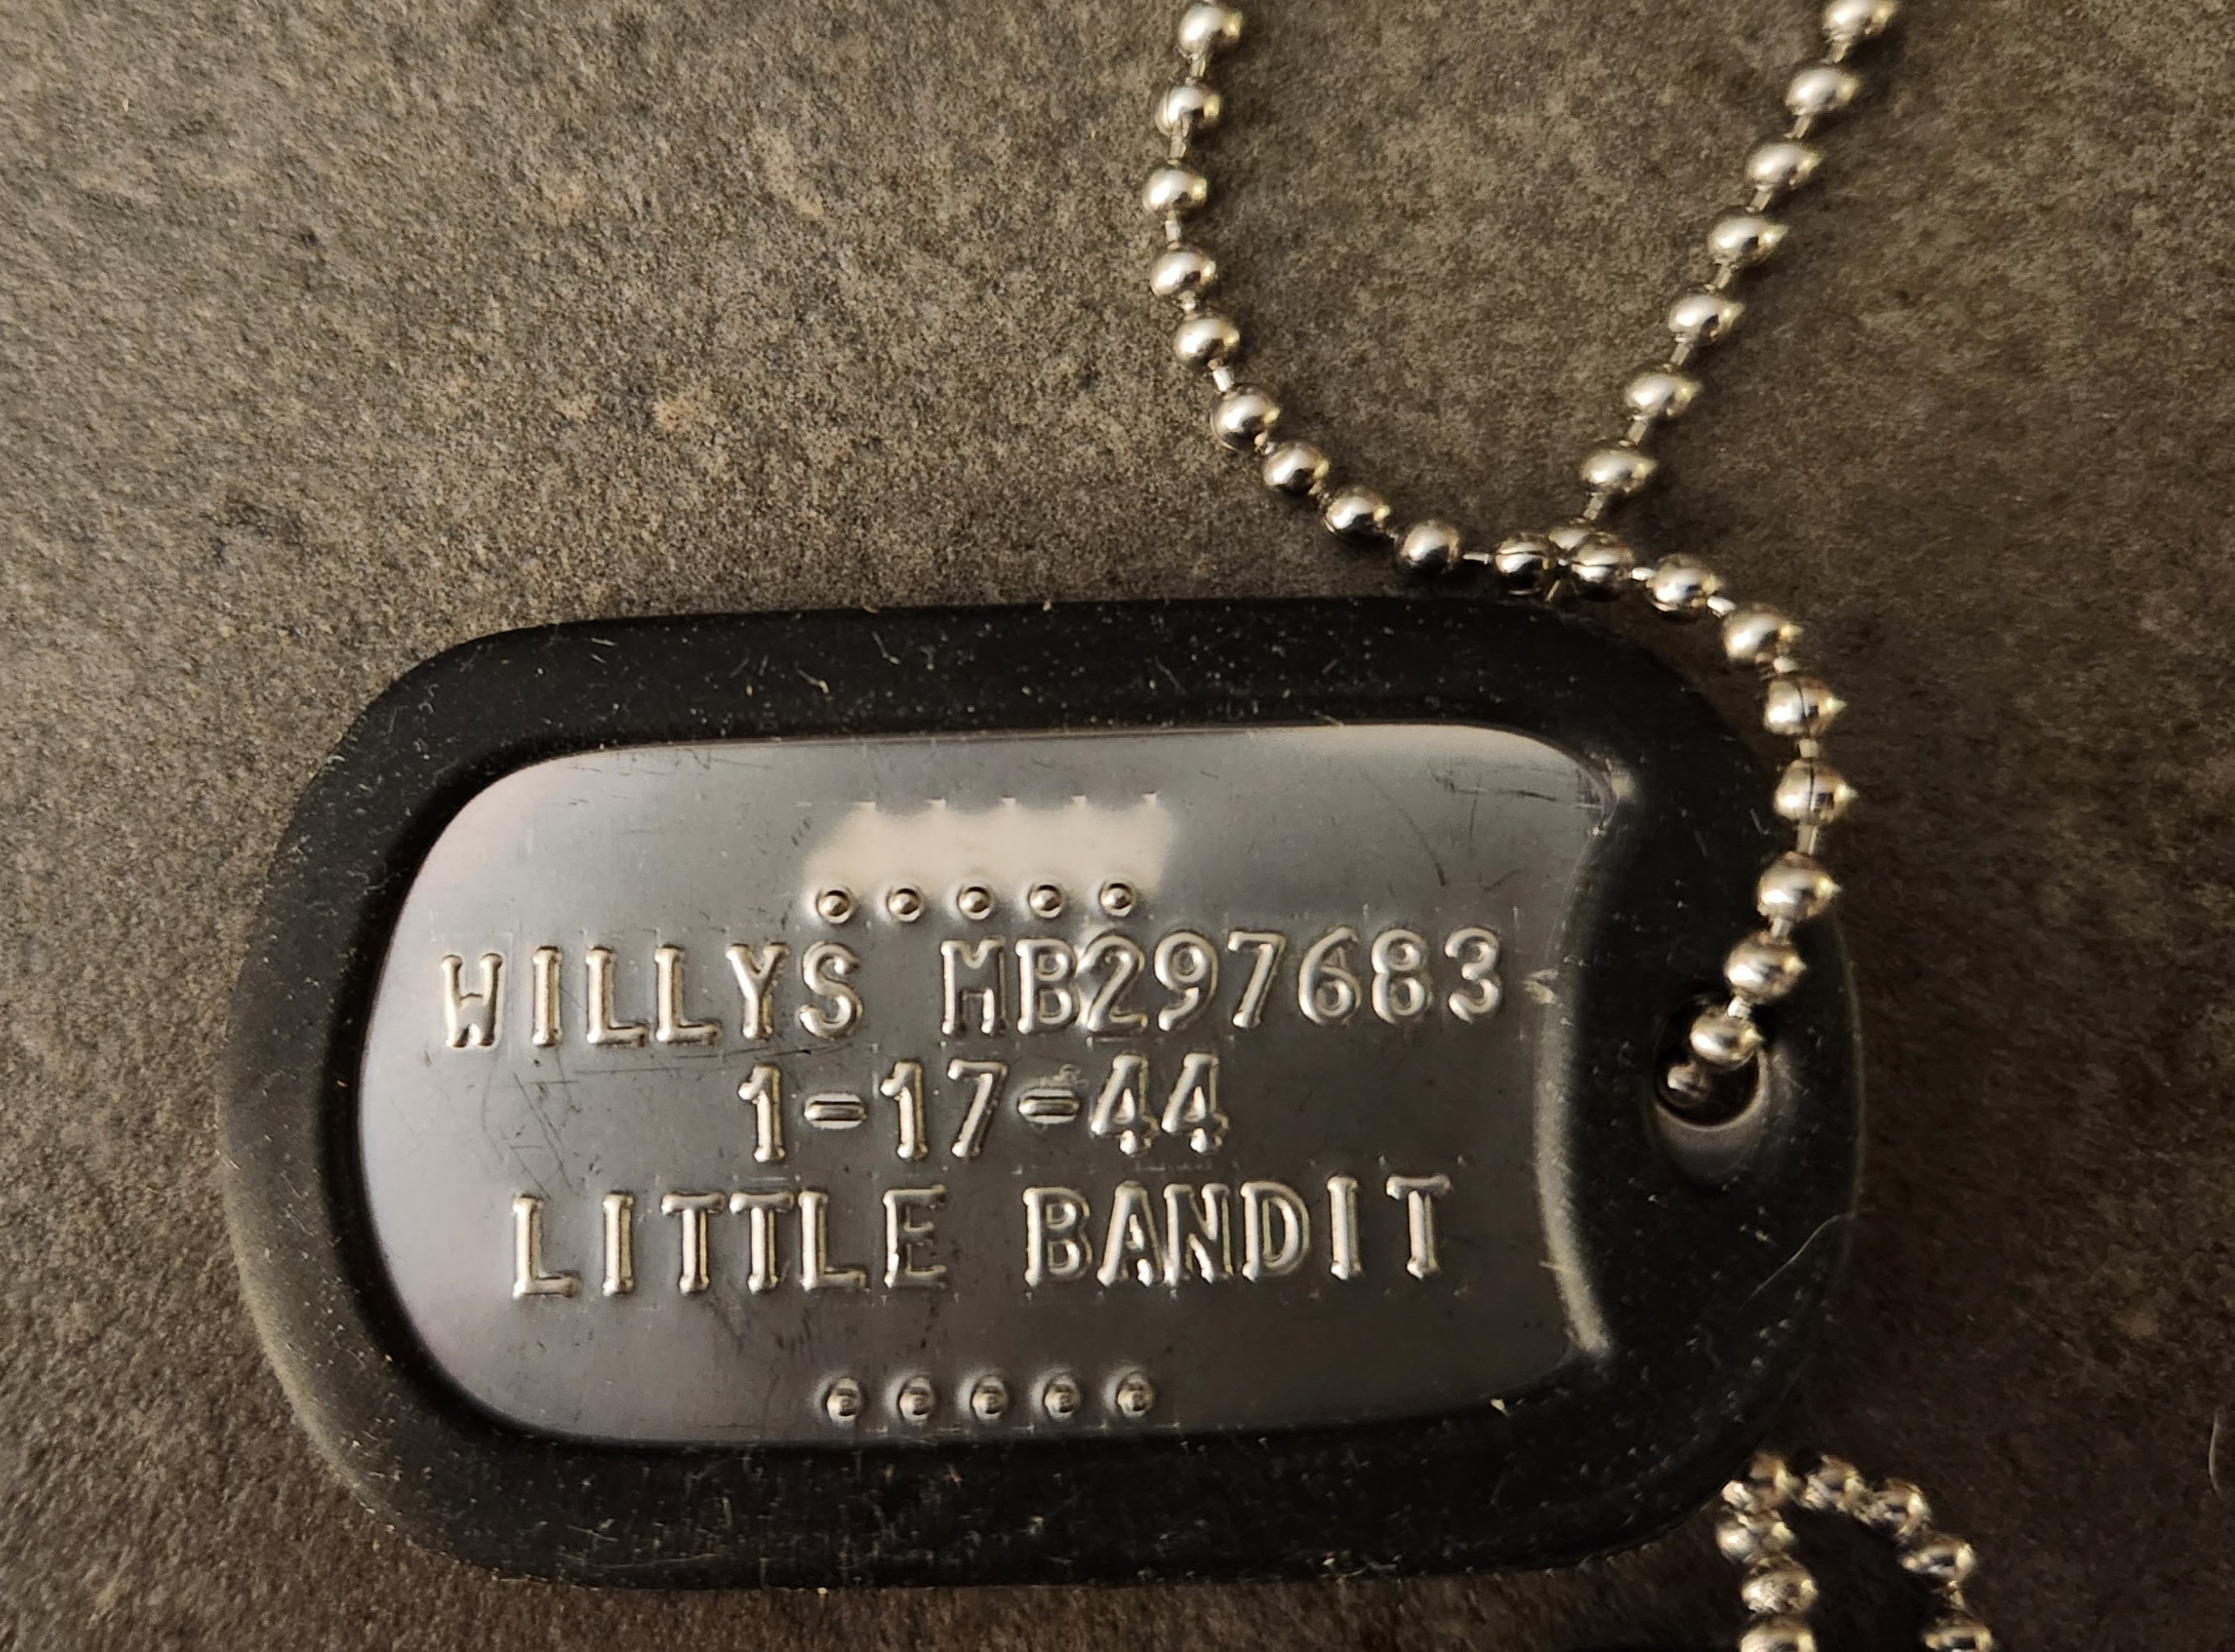 .....
WILLYS MB297683
1-17-44
LITTLE BANDIT
.....